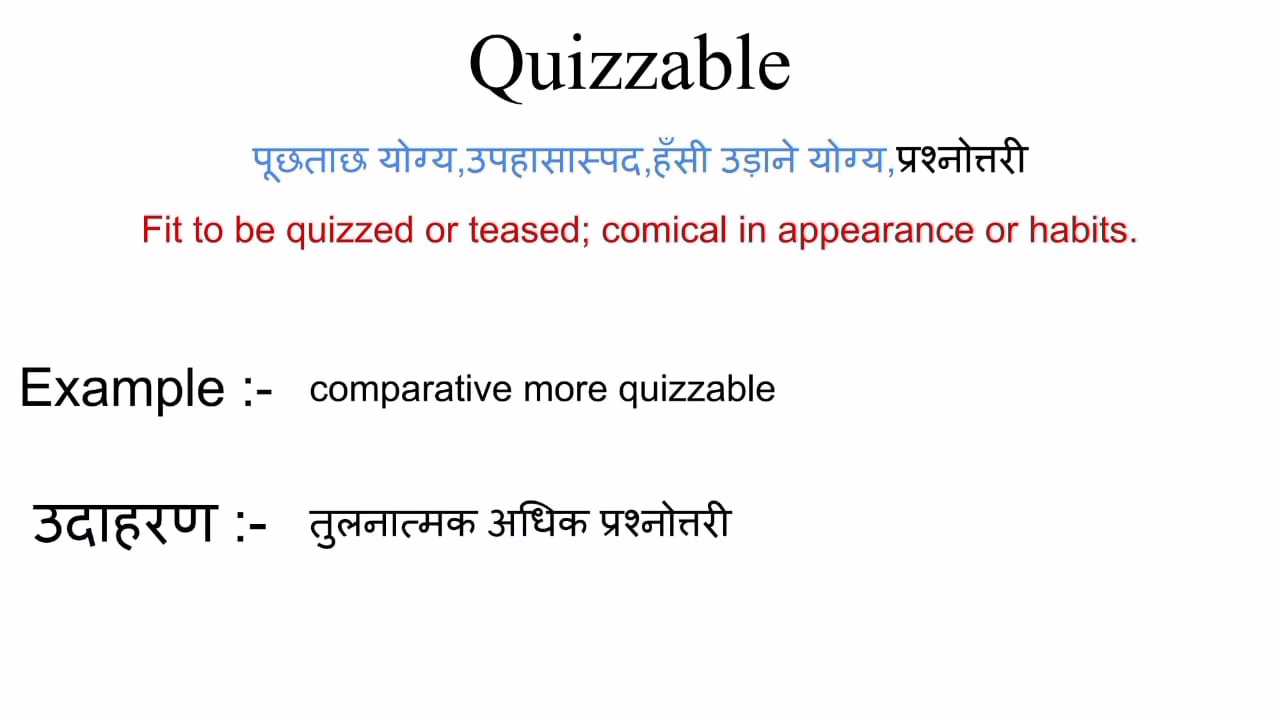 Quizzable
पूछताछ योग्य,उपहासास्पद,हँसी उड़ाने योग्य,प्रश्नोत्तरी
Fit to be quizzed or teased; comical in appearance or habits.
Example :- comparative more quizzable
उदाहरण :- तुलनात्मक अधिक प्रश्नोत्तरी